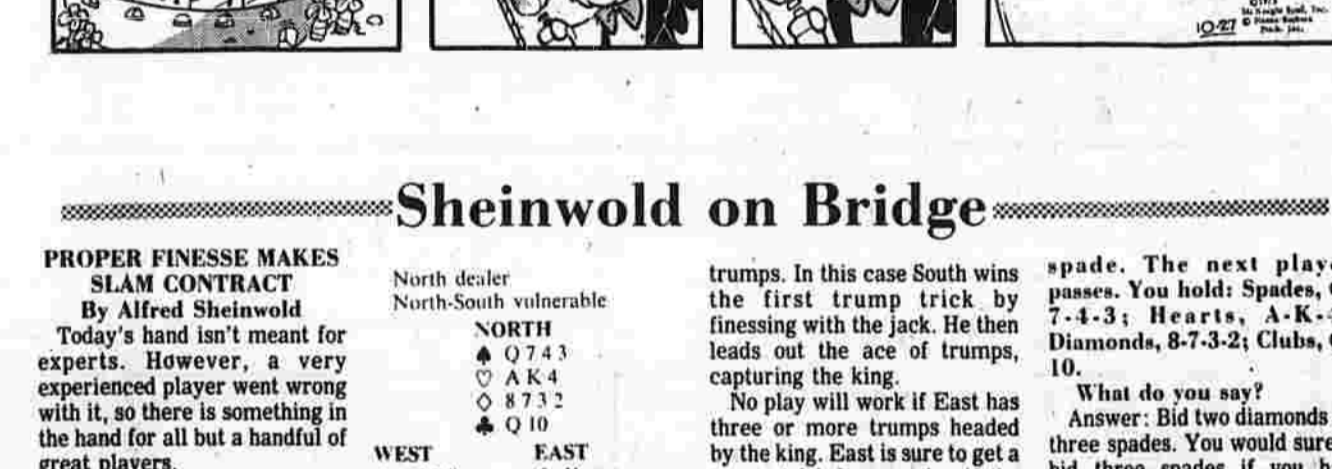 10-27
Sheinwold on Bridge
PROPER FINESSE MAKES
SLAM CONTRACT
By Alfred Sheinwold
Today's hand isn't meant for
experts. However, a very
experienced player went wrong
with it, so there is something in
the hand for all but a handful of
great players.
North dealer
North-South vulnerable
NORTH
♠ Q 7 4 3
♡ A K 4
◇ 8 7 3 2
♣ Q 10
WEST EAST
trumps. In this case South wins
the first trump trick by
finessing with the jack. He then
leads out the ace of trumps,
capturing the king.
No play will work if East has
three or more trumps headed
by the king. East is sure to get a
spade. The next
passes. You hold: Spades,
7-4-3; Hearts, A-K-
Diamonds, 8-7-3-2; Clubs,
10.
What do you say?
Answer: Bid two diamonds
three spades. You would
bid three spades if you